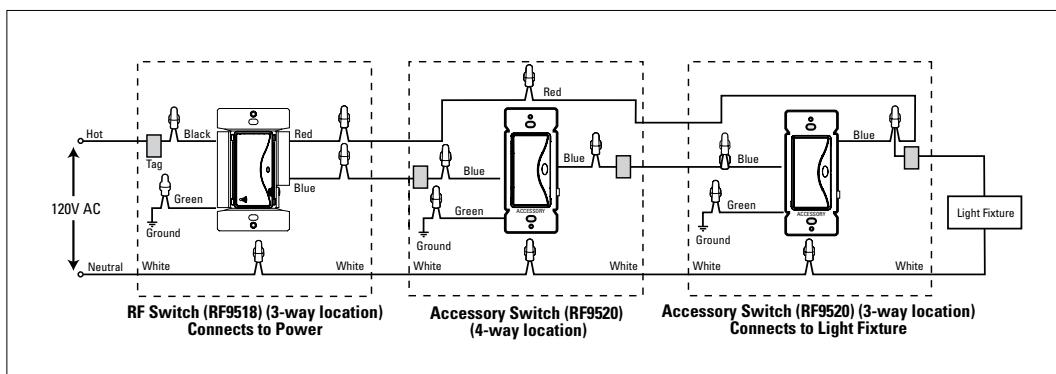 Red
Hot
Black
Red
Blue
Blue
Blue
Blue
Tag
Blue
Green
Green
Green
120V AC
Ground
Ground
Ground
ACCESSORY
ACCESSORY
Light Fixture
Neutral
White
White
White
White
White
White
RF Switch (RF9518) (3-way location)
Connects to Power
Accessory Switch (RF9520)
(4-way location)
Accessory Switch (RF9520) (3-way location)
Connects to Light Fixture